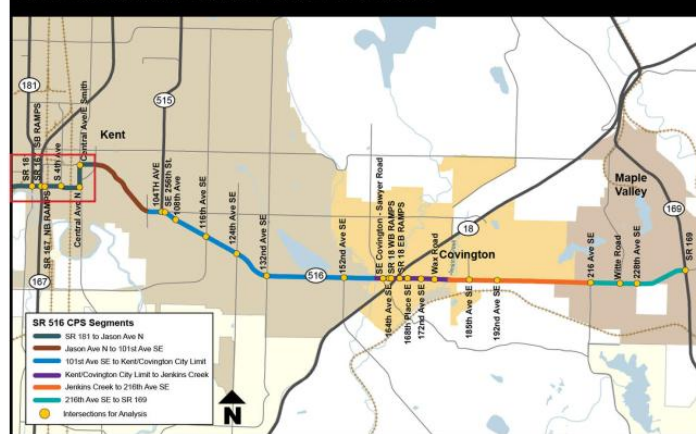 181
SR 181
SR 167 SB RAMPS
S 4th Ave
Central Ave/E Smith
Kent
515
SR 167 NB RAMPS
Central Ave N
167
104TH AVE
SE 256th St.
108th Ave
116th Ave SE
124th Ave SE
132nd Ave SE
516
152nd Ave SE
SE Covington - Sawyer Road
164th Ave SE
SR 18 WB RAMPS
SR 18 EB RAMPS
168th Place SE
172nd Ave SE
Wax Road
18
Covington
185th Ave SE
192nd Ave SE
Maple
Valley
169
216 Ave SE
Witte Road
228th Ave SE
SR 169
SR 516 CPS Segments
SR 181 to Jason Ave N
Jason Ave N to 101st Ave SE
101st Ave SE to Kent/Covington City Limit
Kent/Covington City Limit to Jenkins Creek
Jenkins Creek to 216th Ave SE
216th Ave SE to SR 169
Intersections for Analysis
N